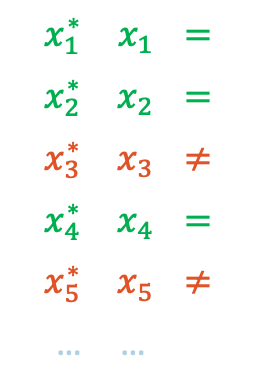 x₁* x₁ =
x₂* x₂ =
x₃* x₃ ≠
x₄* x₄ =
x₅* x₅ ≠
... ...